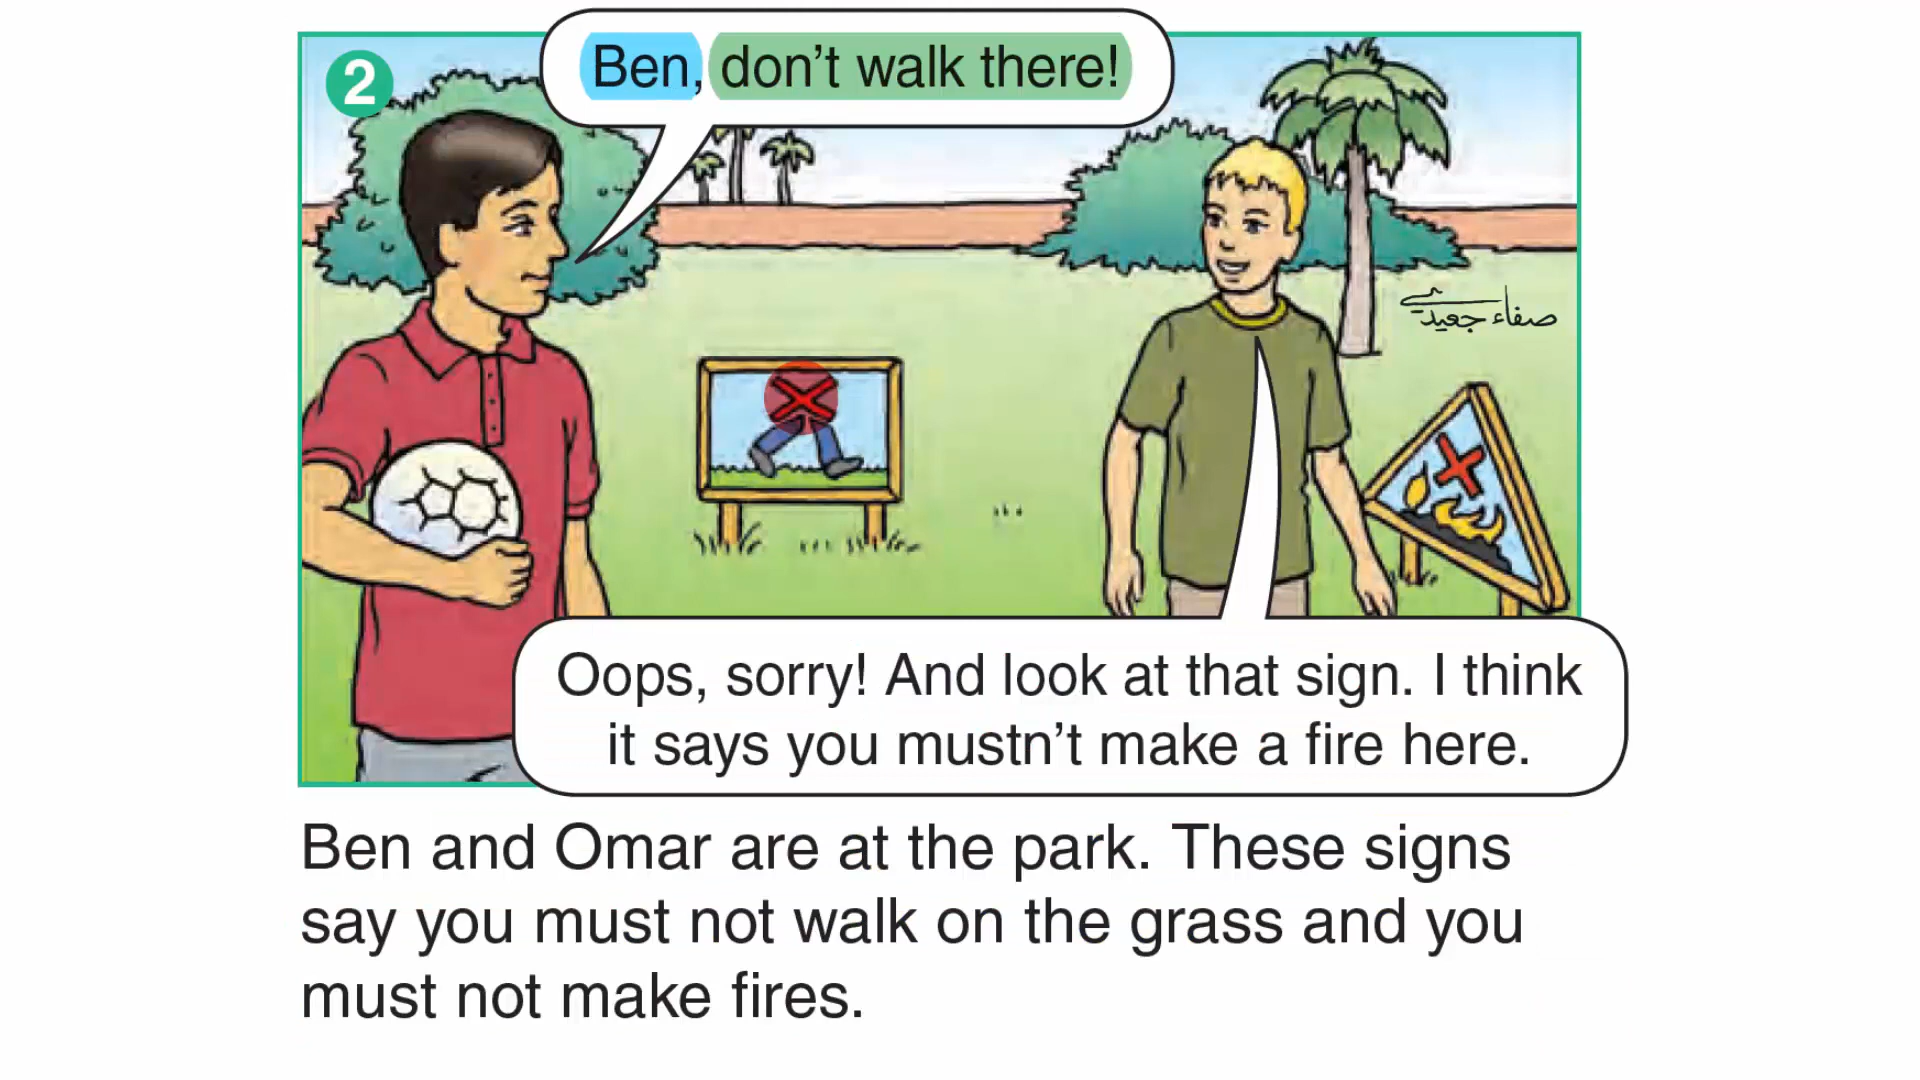 2
Ben, don't walk there!
صفاء جعيدي
Oops, sorry! And look at that sign. I think
it says you mustn't make a fire here.
Ben and Omar are at the park. These signs
say you must not walk on the grass and you
must not make fires.